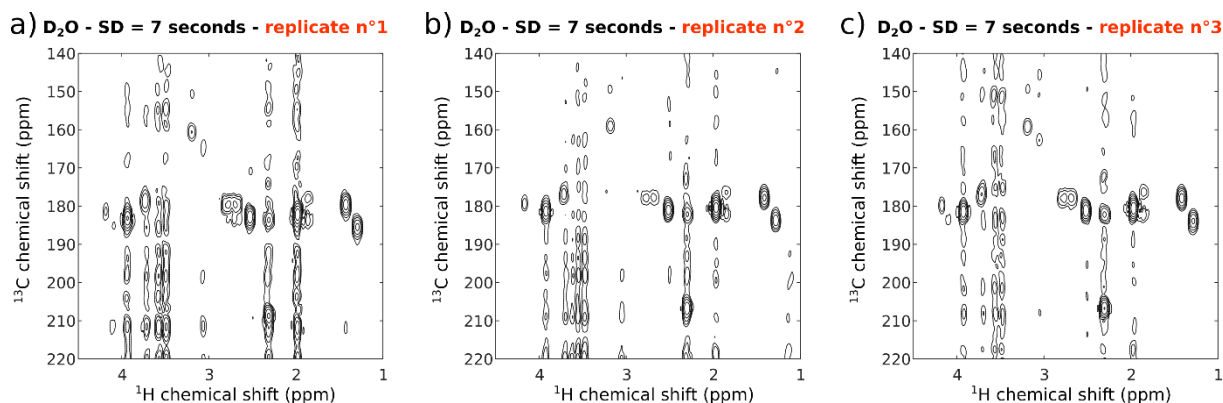 a) D₂O - SD = 7 seconds - replicate n°1
140
150
160
170
180
190
200
210
220
¹³C chemical shift (ppm)
4 3 2 1
¹H chemical shift (ppm)
b) D₂O - SD = 7 seconds - replicate n°2
140
150
160
170
180
190
200
210
220
¹³C chemical shift (ppm)
4 3 2 1
¹H chemical shift (ppm)
c) D₂O - SD = 7 seconds - replicate n°3
140
150
160
170
180
190
200
210
220
¹³C chemical shift (ppm)
4 3 2 1
¹H chemical shift (ppm)